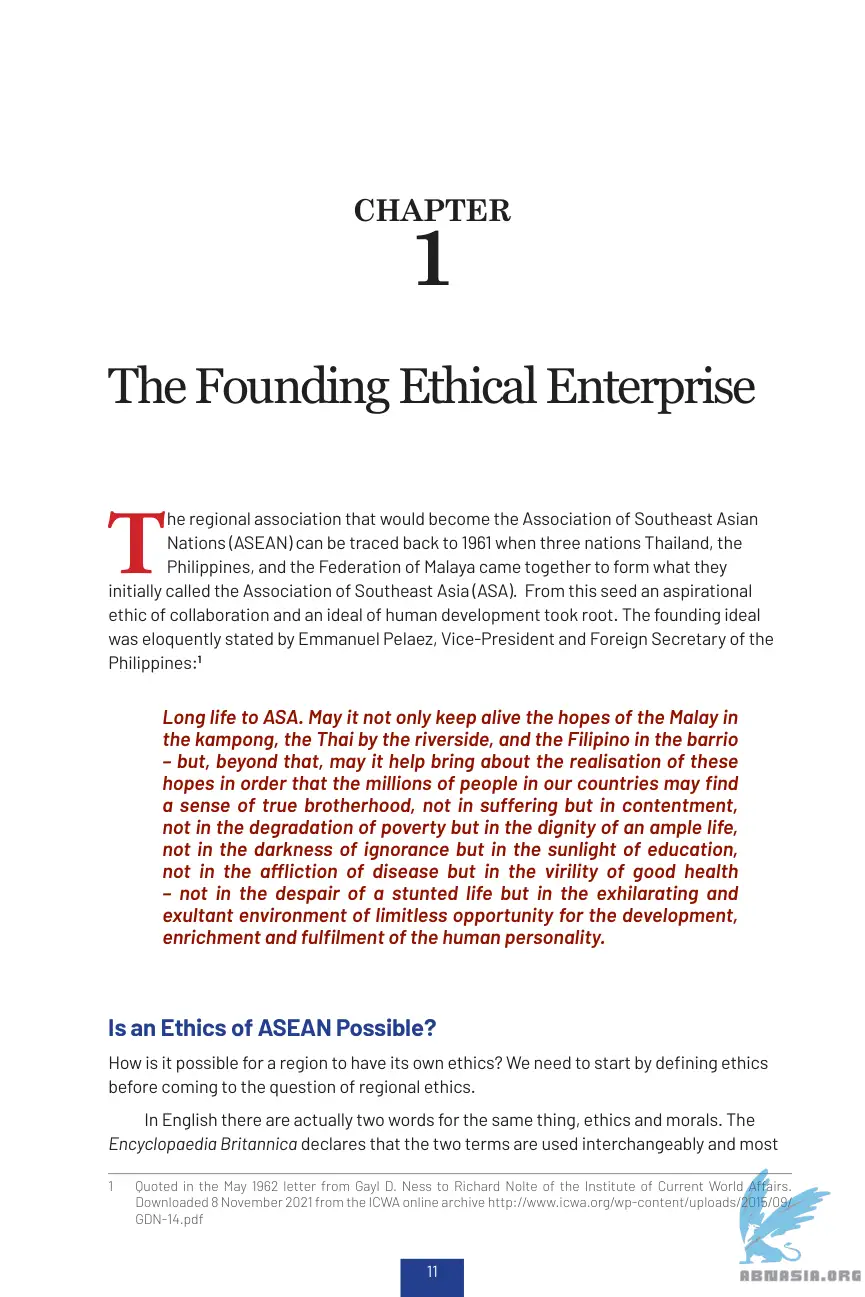 CHAPTER
1
The Founding Ethical Enterprise
The regional association that would become the Association of Southeast Asian
Nations (ASEAN) can be traced back to 1961 when three nations Thailand, the
Philippines, and the Federation of Malaya came together to form what they
initially called the Association of Southeast Asia (ASA).  From this seed an aspirational
ethic of collaboration and an ideal of human development took root. The founding ideal
was eloquently stated by Emmanuel Pelaez, Vice-President and Foreign Secretary of the
Philippines:1
Long life to ASA. May it not only keep alive the hopes of the Malay in
the kampong, the Thai by the riverside, and the Filipino in the barrio
– but, beyond that, may it help bring about the realisation of these
hopes in order that the millions of people in our countries may find
a sense of true brotherhood, not in suffering but in contentment,
not in the degradation of poverty but in the dignity of an ample life,
not in the darkness of ignorance but in the sunlight of education,
not in the affliction of disease but in the virility of good health
– not in the despair of a stunted life but in the exhilarating and
exultant environment of limitless opportunity for the development,
enrichment and fulfilment of the human personality.
Is an Ethics of ASEAN Possible?
How is it possible for a region to have its own ethics? We need to start by defining ethics
before coming to the question of regional ethics.
In English there are actually two words for the same thing, ethics and morals. The
Encyclopaedia Britannica declares that the two terms are used interchangeably and most
1 Quoted in the May 1962 letter from Gayl D. Ness to Richard Nolte of the Institute of Current World Affairs.
Downloaded 8 November 2021 from the ICWA online archive http://www.icwa.org/wp-content/uploads/2015/09/
GDN-14.pdf
11
ABNASIA.ORG